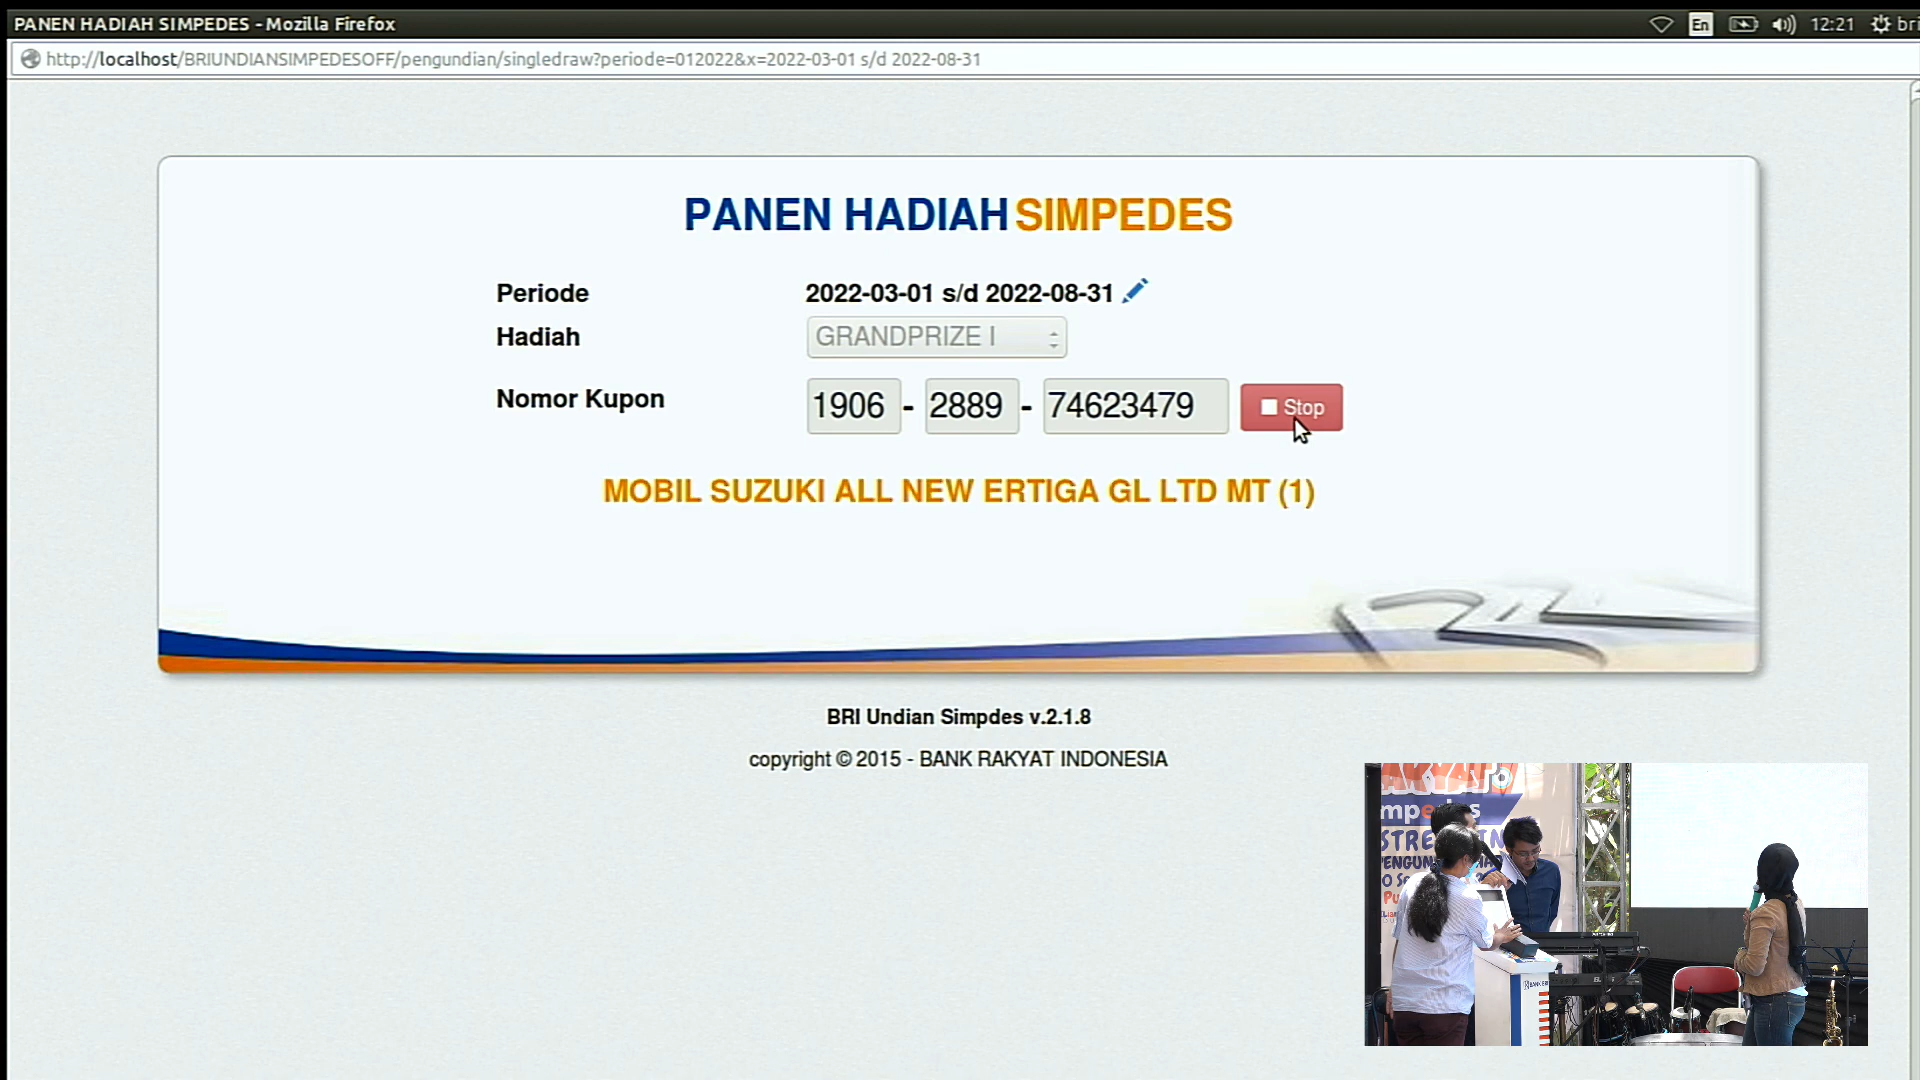 PANEN HADIAH SIMPEDES - Mozilla Firefox
En
12:21
http://localhost/BRIUNDIANSIMPEDESOFF/pengundian/singledraw?periode=012022&x=2022-03-01 s/d 2022-08-31
PANEN HADIAH SIMPEDES
Periode 2022-03-01 s/d 2022-08-31
Hadiah GRANDPRIZE I
Nomor Kupon 1906 - 2889 - 74623479 Stop
MOBIL SUZUKI ALL NEW ERTIGA GL LTD MT (1)
BRI Undian Simpdes v.2.1.8
copyright © 2015 - BANK RAKYAT INDONESIA